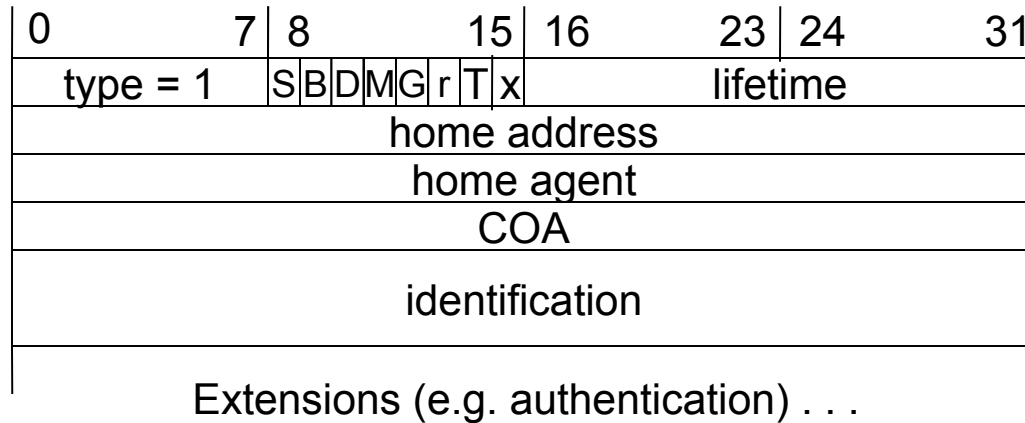 0 7 8 15 16 23 24 31
type = 1 S B D M G r T x lifetime
home address
home agent
COA
identification
Extensions (e.g. authentication) . . .